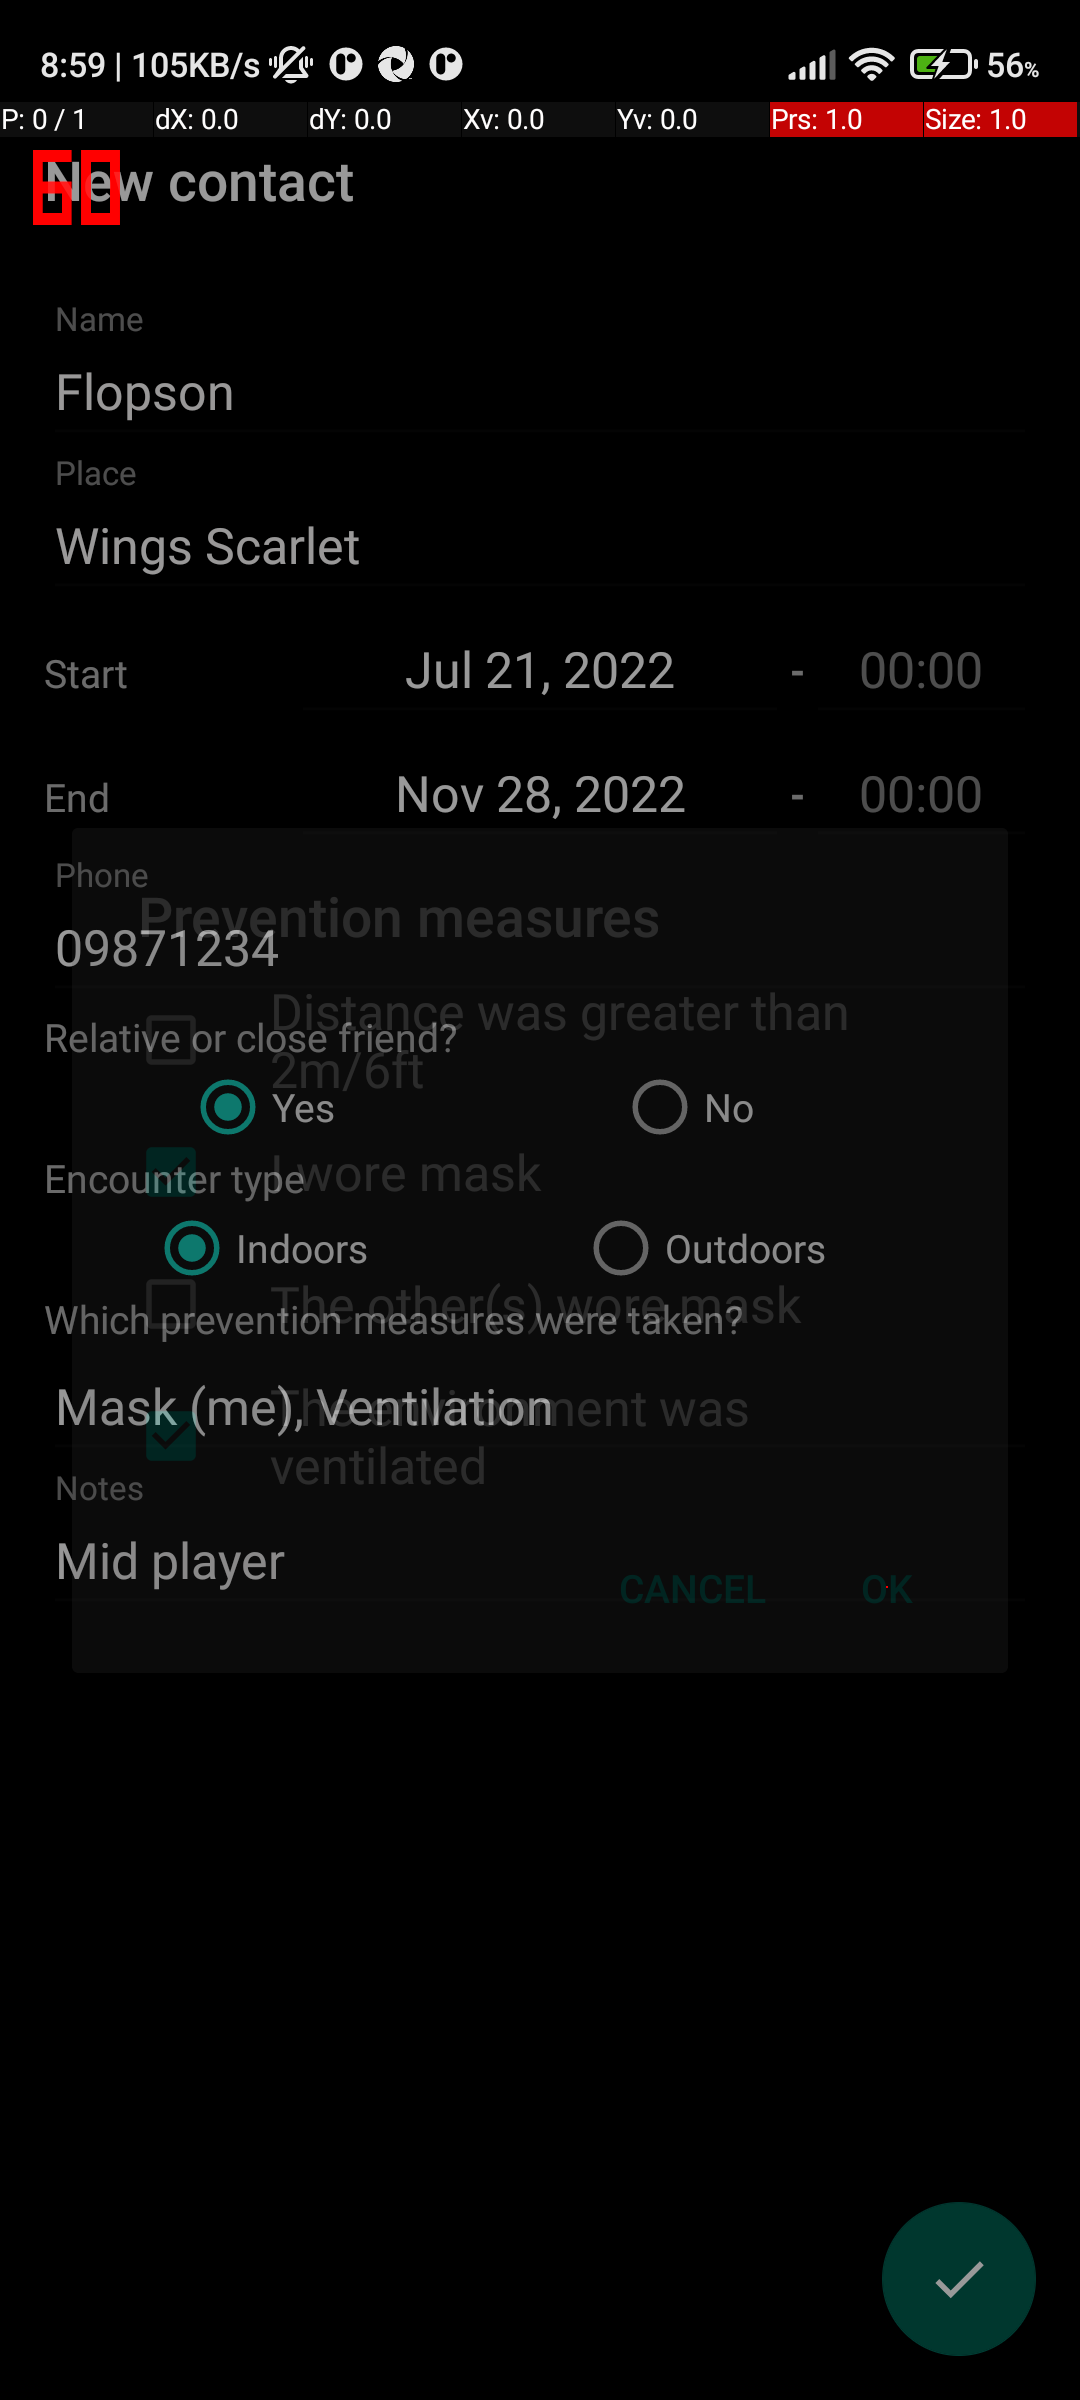 8:59 | 105KB/s 56%
P: 0 / 1 dX: 0.0 dY: 0.0 Xv: 0.0 Yv: 0.0 Prs: 1.0 Size: 1.0
60
New contact
Name
Flopson
Place
Wings Scarlet
Start Jul 21, 2022 - 00:00
End Nov 28, 2022 - 00:00
Phone
Prevention measures
09871234
Distance was greater than
Relative or close friend?
2m/6ft
Yes No
I wore mask
Encounter type
Indoors Outdoors
The other(s) wore mask
Which prevention measures were taken?
Mask (me), Ventilation
The environment was
ventilated
Notes
Mid player
CANCEL OK